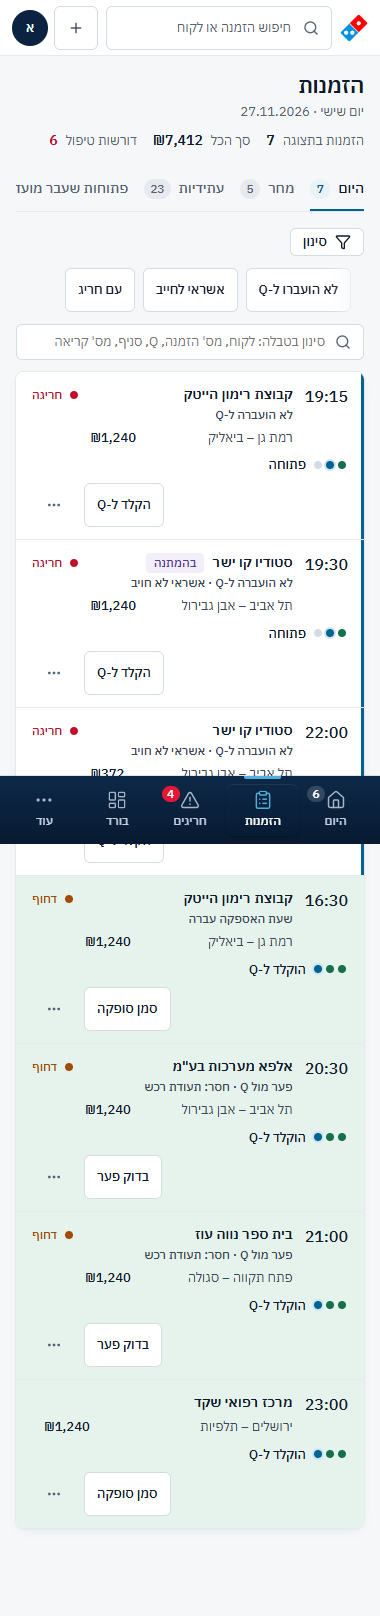 חיפוש הזמנה או לקוח
א
הזמנות
יום שישי · 27.11.2026
הזמנות בתצוגה 7 סך הכל ₪7,412 דורשות טיפול 6
היום 7 מחר 5 עתידיות 23 פתוחות שעבר מועד
סינון
לא הועברו ל-Q אשראי לחייב עם חריג
סינון בטבלה: לקוח, מס' הזמנה, Q, סניף, מס' קריאה
19:15 קבוצת רימון הייטק חריגה
לא הועברה ל-Q
רמת גן – ביאליק ₪1,240
פתוחה
הקלד ל-Q
19:30 סטודיו קו ישר בהמתנה חריגה
לא הועברה ל-Q · אשראי לא חויב
תל אביב – אבן גבירול ₪1,240
פתוחה
הקלד ל-Q
22:00 סטודיו קו ישר חריגה
לא הועברה ל-Q · אשראי לא חויב
תל אביב – אבן גבירול ₪372
היום 6 הזמנות חריגים 4 בורד עוד
הקלד ל-Q
16:30 קבוצת רימון הייטק דחוף
שעת האספקה עברה
רמת גן – ביאליק ₪1,240
הוקלד ל-Q
סמן סופקה
20:30 אלפא מערכות בע"מ דחוף
פער מול Q · חסר: תעודת רכש
תל אביב – אבן גבירול ₪1,240
הוקלד ל-Q
בדוק פער
21:00 בית ספר נווה עוז דחוף
פער מול Q · חסר: תעודת רכש
פתח תקווה – סגולה ₪1,240
הוקלד ל-Q
בדוק פער
23:00 מרכז רפואי שקד
ירושלים – תלפיות ₪1,240
הוקלד ל-Q
סמן סופקה